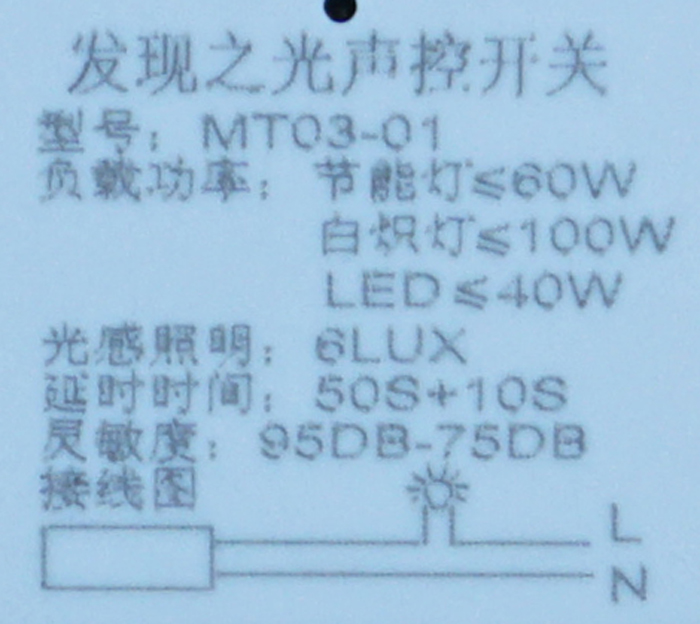 发现之光声控开关
型号：MT03-01
负载功率：节能灯≤60W
白炽灯≤100W
LED≤40W
光感照明：6LUX
延时时间：50S+10S
灵敏度：95DB-75DB
接线图
L
N